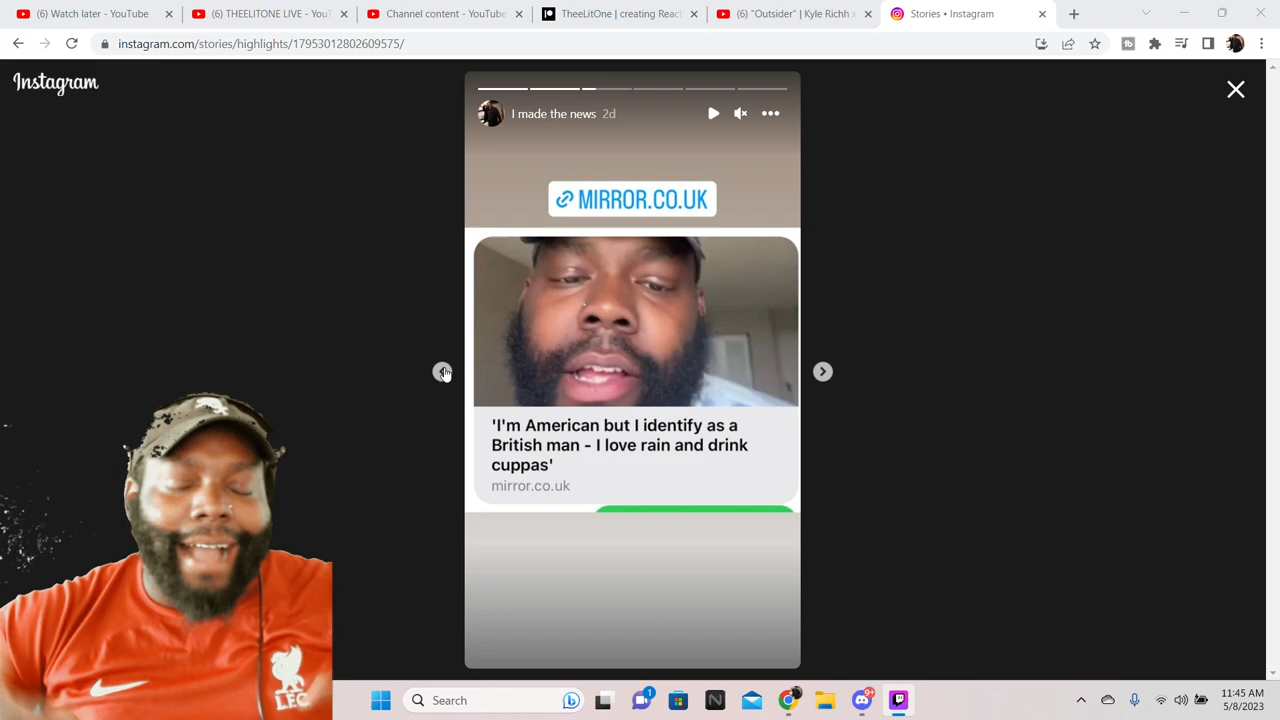 (6) Watch later - YouTube
(6) THEELITONE LIVE - YouT
Channel content - YouTube
TheeLitOne | creating React
(6) "Outsider" | Kyle Richh x
Stories • Instagram
instagram.com/stories/highlights/17953012802609575/
Instagram
I made the news 2d
MIRROR.CO.UK
'I'm American but I identify as a
British man - I love rain and drink
cuppas'
mirror.co.uk
LFC
Search
1
9+
11:45 AM
5/8/2023